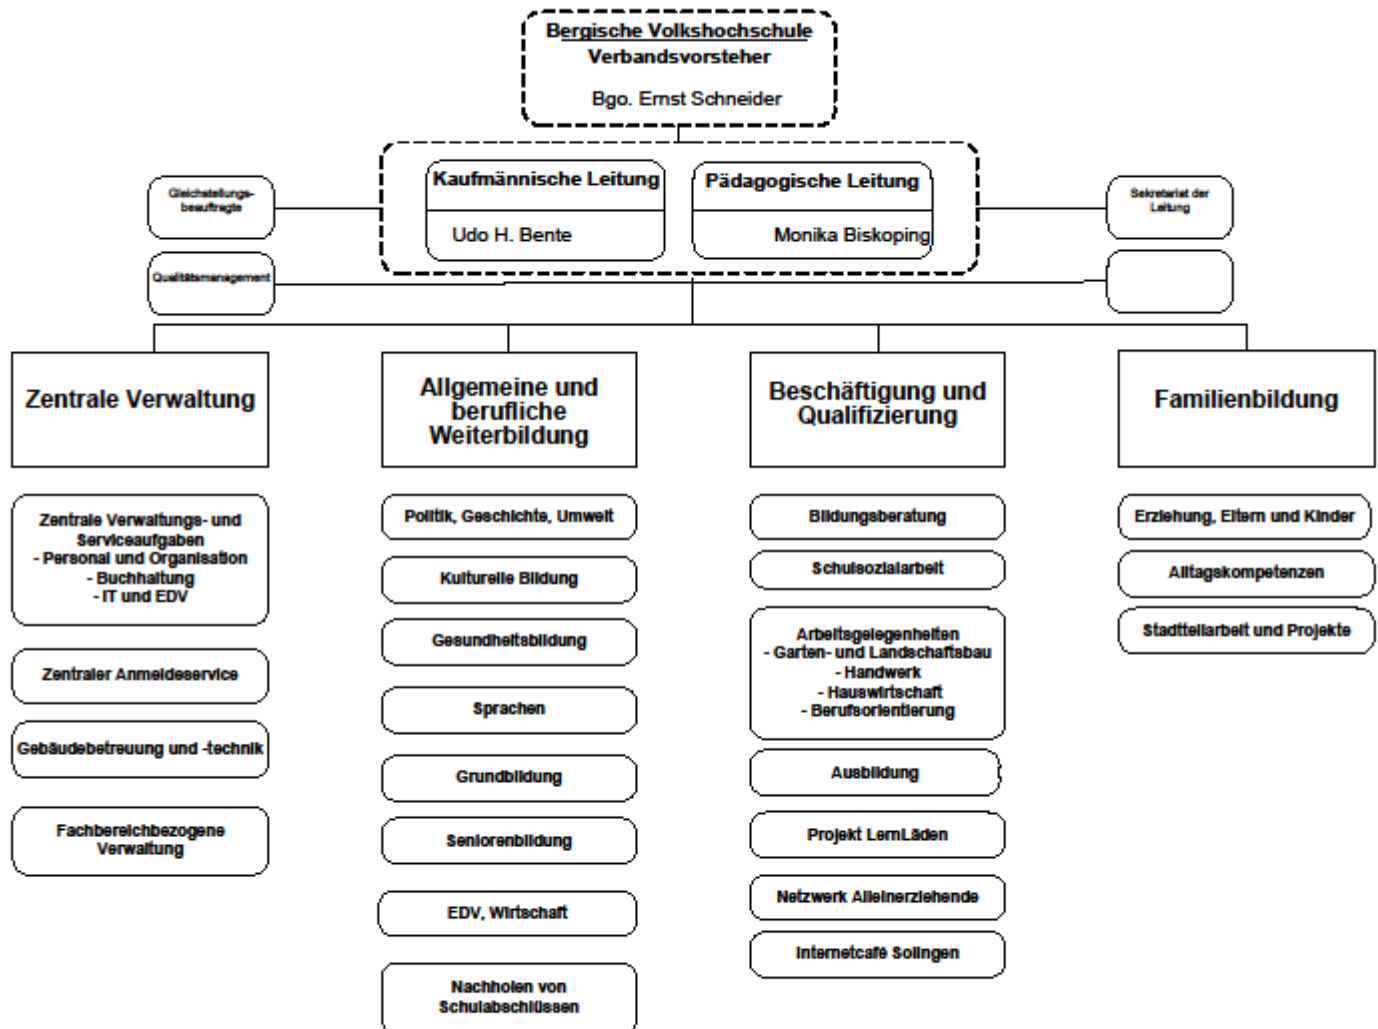 Bergische Volkshochschule
Verbandsvorsteher
Bgo. Ernst Schneider
Kaufmännische Leitung
Udo H. Bente
Pädagogische Leitung
Monika Biskoping
Gleichstellungs-
beauftragte
Sekretariat der
Leitung
Qualitätsmanagement
Zentrale Verwaltung
Allgemeine und
berufliche
Weiterbildung
Beschäftigung und
Qualifizierung
Familienbildung
Zentrale Verwaltungs- und
Serviceaufgaben
- Personal und Organisation
- Buchhaltung
- IT und EDV
Zentraler Anmeldeservice
Gebäudebetreuung und -technik
Fachbereichbezogene
Verwaltung
Politik, Geschichte, Umwelt
Kulturelle Bildung
Gesundheitsbildung
Sprachen
Grundbildung
Seniorenbildung
EDV, Wirtschaft
Nachholen von
Schulabschlüssen
Bildungsberatung
Schulsozialarbeit
Arbeitsgelegenheiten
- Garten- und Landschaftsbau
- Handwerk
- Hauswirtschaft
- Berufsorientierung
Ausbildung
Projekt LernLäden
Netzwerk Alleinerziehende
Internetcafé Solingen
Erziehung, Eltern und Kinder
Alltagskompetenzen
Stadtteilarbeit und Projekte